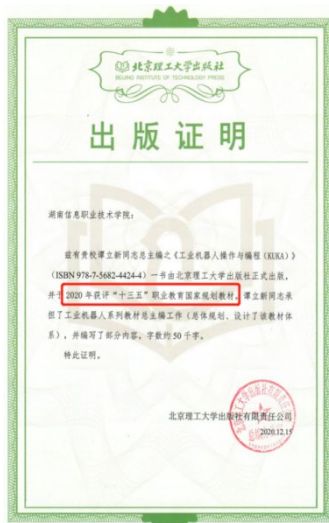 北京理工大学出版社
BEIJING INSTITUTE OF TECHNOLOGY PRESS
出版证明
湖南信息职业技术学院：
兹有贵校谭立新同志总主编之《工业机器人操作与编程（KUKA）》
（ISBN 978-7-5682-4424-4）一书由北京理工大学出版社正式出版，
并于 2020 年获评“十三五”职业教育国家规划教材。谭立新同志承
担了工业机器人系列教材总主编工作（总体规划、设计了该教材体
系），并编写了部分内容，字数约 50 千字。
特此证明。
北京理工大学出版社有限责任公司
2020.12.15